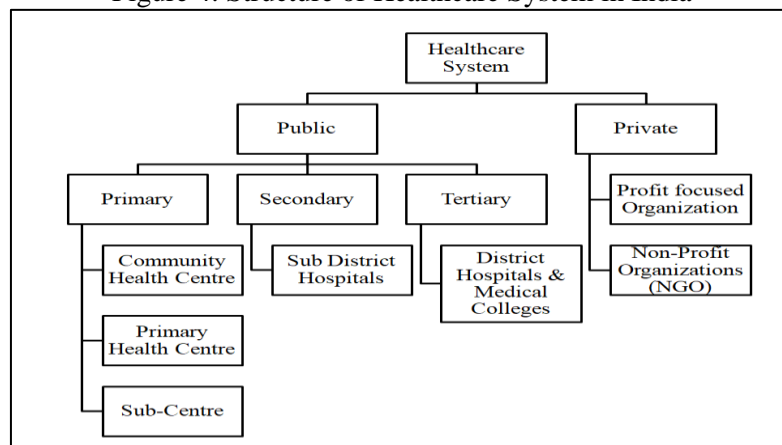 Figure 4: Structure of Healthcare System in India
Healthcare
System
Public
Private
Primary
Secondary
Tertiary
Profit focused
Organization
Community
Health Centre
Sub District
Hospitals
District
Hospitals &
Medical
Colleges
Non-Profit
Organizations
(NGO)
Primary
Health Centre
Sub-Centre